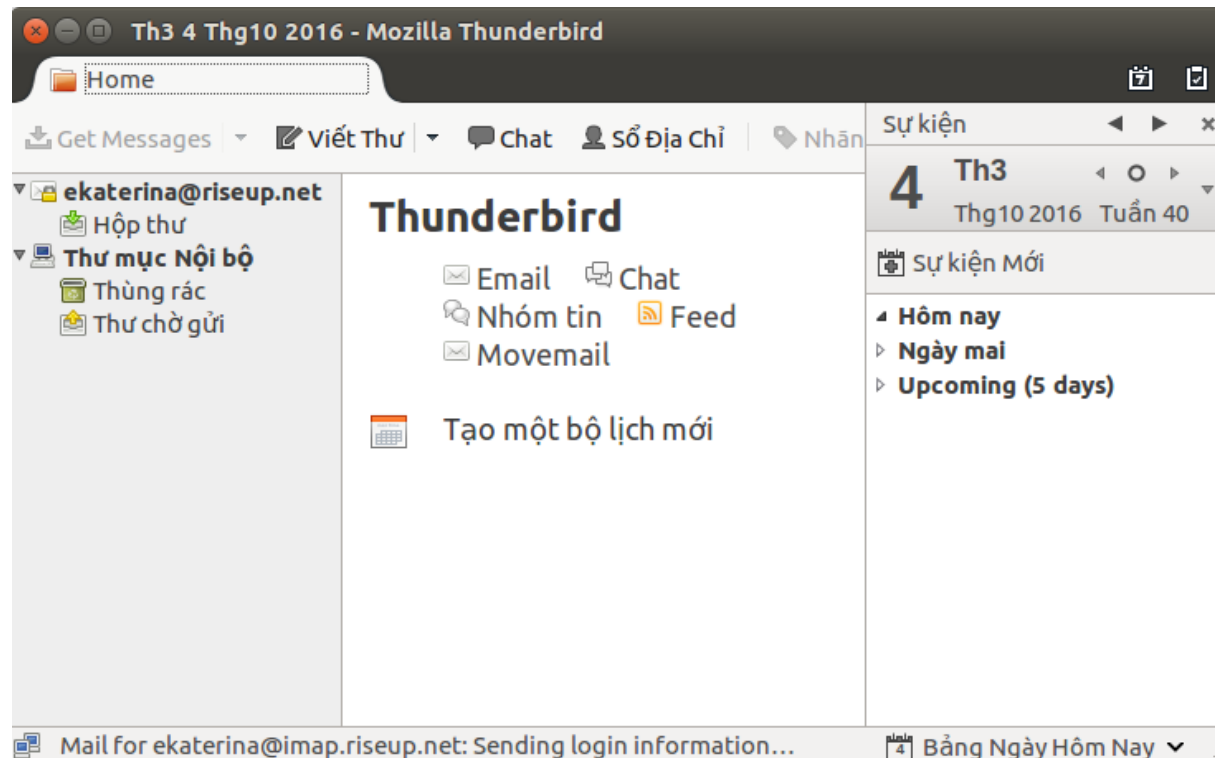 Th3 4 Thg10 2016 - Mozilla Thunderbird
Home
Get Messages Viết Thư Chat Sổ Địa Chỉ Nhãn
ekaterina@riseup.net
Hộp thư
Thư mục Nội bộ
Thùng rác
Thư chờ gửi
Thunderbird
Email Chat
Nhóm tin Feed
Movemail
Tạo một bộ lịch mới
Sự kiện
4 Th3
Thg10 2016 Tuần 40
Sự kiện Mới
Hôm nay
Ngày mai
Upcoming (5 days)
Mail for ekaterina@imap.riseup.net: Sending login information...
4 Bảng Ngày Hôm Nay